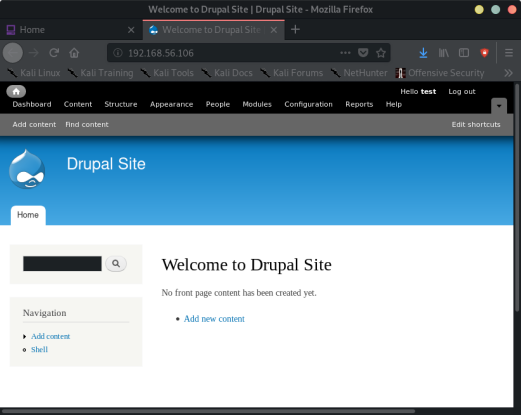 Welcome to Drupal Site | Drupal Site - Mozilla Firefox
Home
Welcome to Drupal Site
192.168.56.106
Kali Linux Kali Training Kali Tools Kali Docs Kali Forums NetHunter Offensive Security
Hello test Log out
Dashboard Content Structure Appearance People Modules Configuration Reports Help
Add content Find content Edit shortcuts
Drupal Site
Home
Welcome to Drupal Site
No front page content has been created yet.
Add new content
Navigation
Add content
Shell